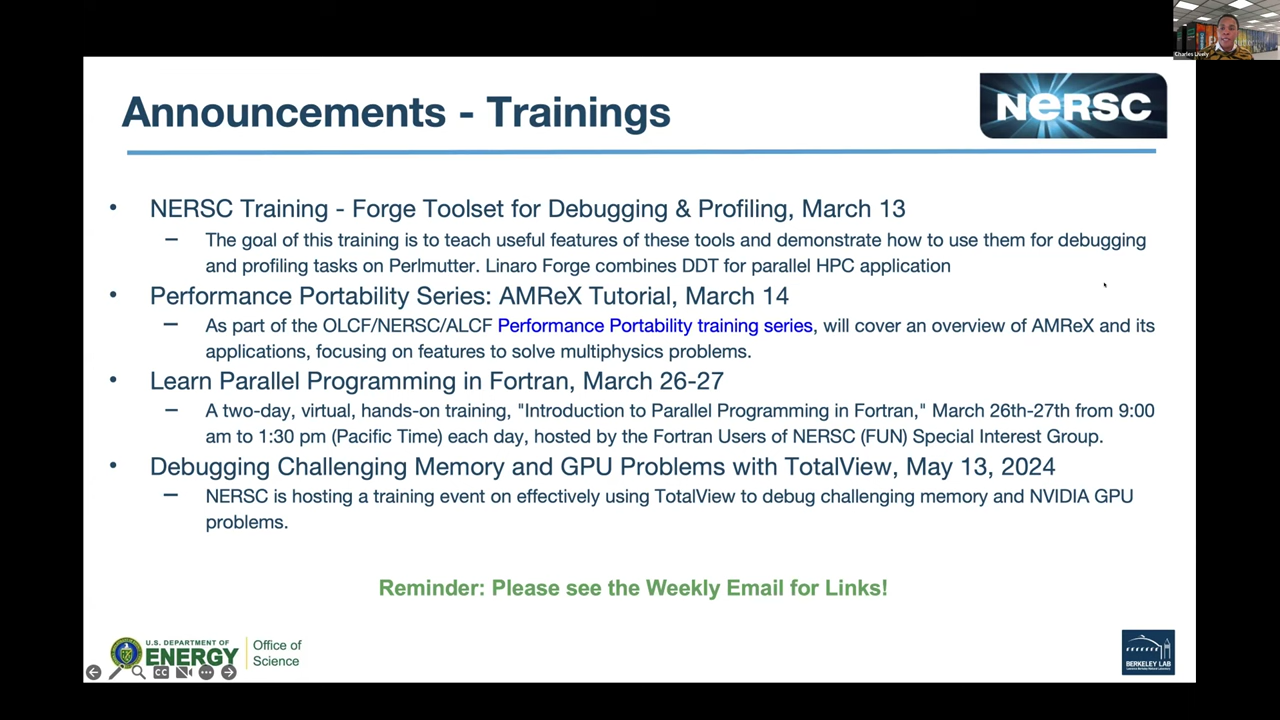 Charles Lively
Announcements - Trainings
NERSC
• NERSC Training - Forge Toolset for Debugging & Profiling, March 13
– The goal of this training is to teach useful features of these tools and demonstrate how to use them for debugging
and profiling tasks on Perlmutter. Linaro Forge combines DDT for parallel HPC application
• Performance Portability Series: AMReX Tutorial, March 14
– As part of the OLCF/NERSC/ALCF Performance Portability training series, will cover an overview of AMReX and its
applications, focusing on features to solve multiphysics problems.
• Learn Parallel Programming in Fortran, March 26-27
– A two-day, virtual, hands-on training, "Introduction to Parallel Programming in Fortran," March 26th-27th from 9:00
am to 1:30 pm (Pacific Time) each day, hosted by the Fortran Users of NERSC (FUN) Special Interest Group.
• Debugging Challenging Memory and GPU Problems with TotalView, May 13, 2024
– NERSC is hosting a training event on effectively using TotalView to debug challenging memory and NVIDIA GPU
problems.
Reminder: Please see the Weekly Email for Links!
U.S. DEPARTMENT OF
ENERGY
Office of
Science
CC
BERKELEY LAB